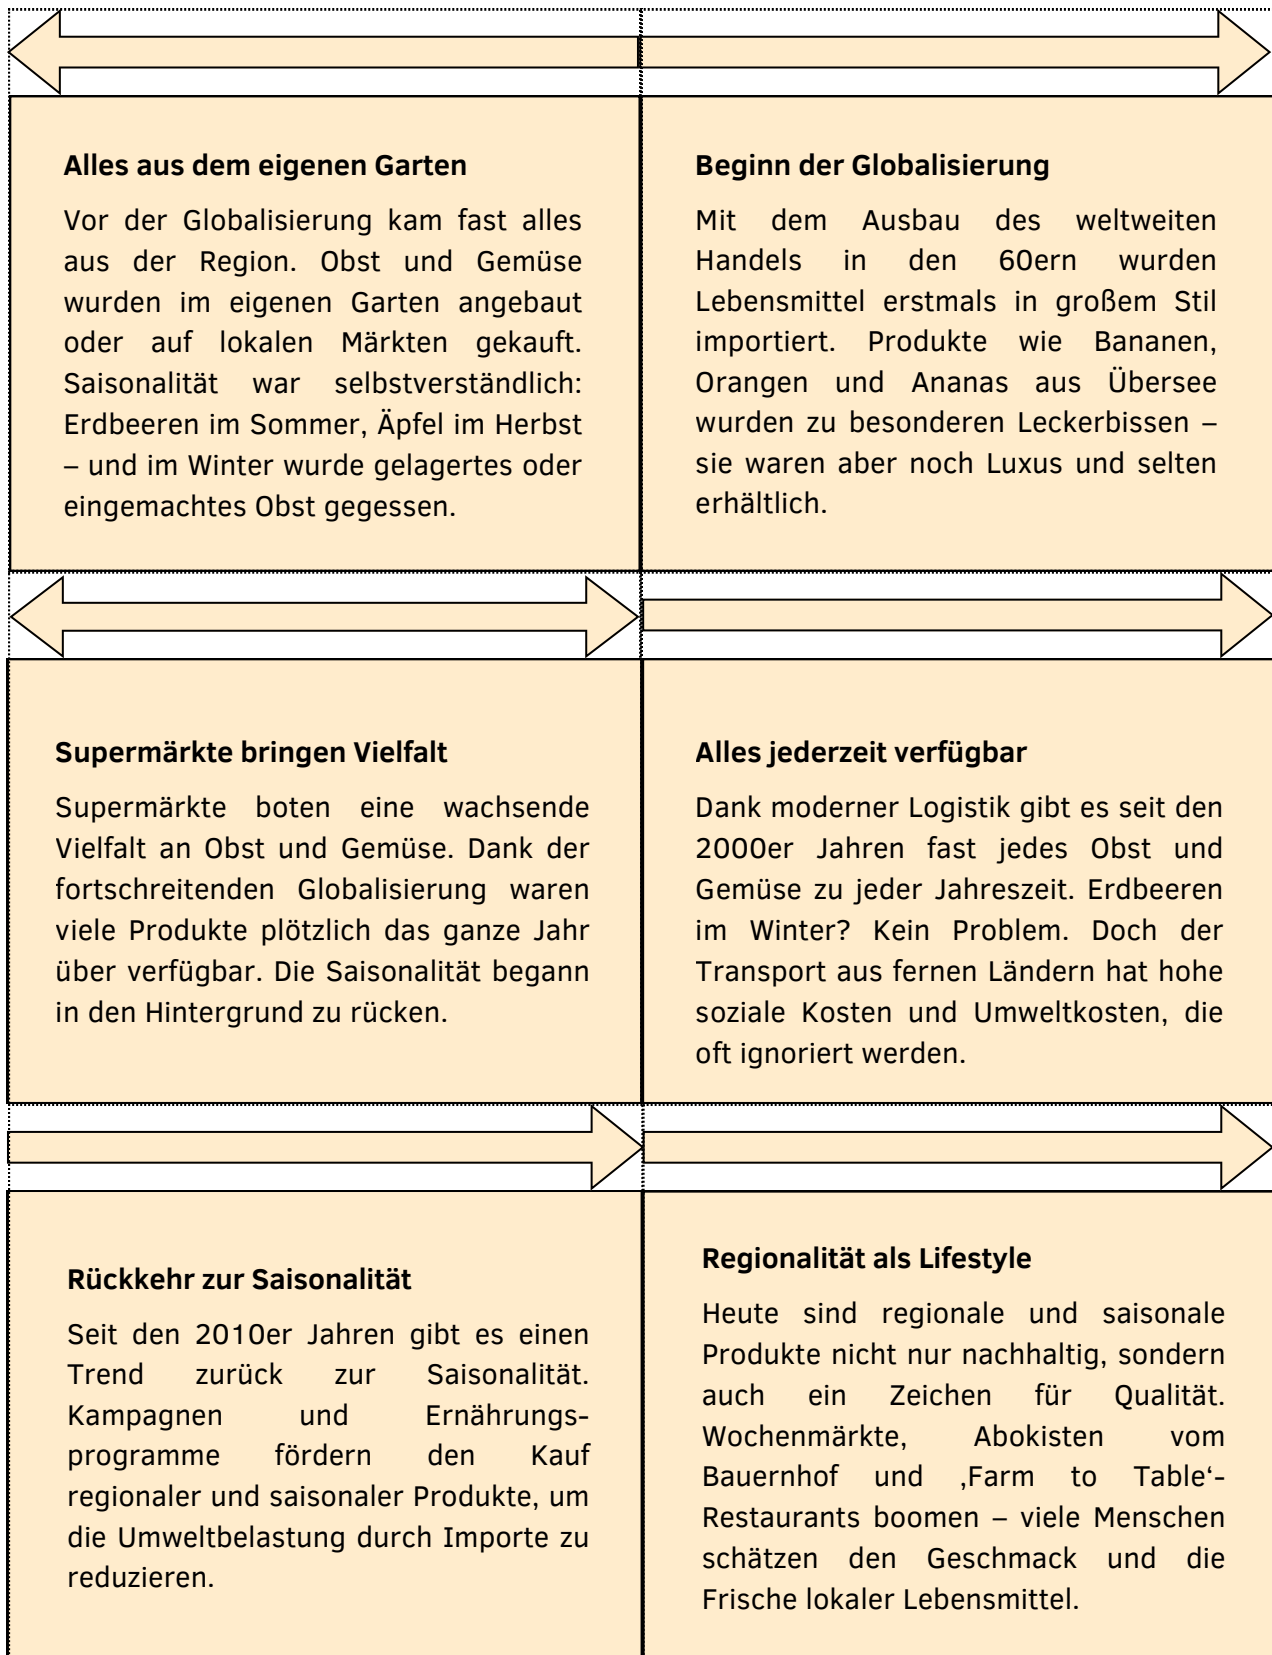 Alles aus dem eigenen Garten
Vor der Globalisierung kam fast alles
aus der Region. Obst und Gemüse
wurden im eigenen Garten angebaut
oder auf lokalen Märkten gekauft.
Saisonalität war selbstverständlich:
Erdbeeren im Sommer, Äpfel im Herbst
– und im Winter wurde gelagertes oder
eingemachtes Obst gegessen.
Beginn der Globalisierung
Mit dem Ausbau des weltweiten
Handels in den 60ern wurden
Lebensmittel erstmals in großem Stil
importiert. Produkte wie Bananen,
Orangen und Ananas aus Übersee
wurden zu besonderen Leckerbissen –
sie waren aber noch Luxus und selten
erhältlich.
Supermärkte bringen Vielfalt
Supermärkte boten eine wachsende
Vielfalt an Obst und Gemüse. Dank der
fortschreitenden Globalisierung waren
viele Produkte plötzlich das ganze Jahr
über verfügbar. Die Saisonalität begann
in den Hintergrund zu rücken.
Alles jederzeit verfügbar
Dank moderner Logistik gibt es seit den
2000er Jahren fast jedes Obst und
Gemüse zu jeder Jahreszeit. Erdbeeren
im Winter? Kein Problem. Doch der
Transport aus fernen Ländern hat hohe
soziale Kosten und Umweltkosten, die
oft ignoriert werden.
Rückkehr zur Saisonalität
Seit den 2010er Jahren gibt es einen
Trend zurück zur Saisonalität.
Kampagnen und Ernährungs-
programme fördern den Kauf
regionaler und saisonaler Produkte, um
die Umweltbelastung durch Importe zu
reduzieren.
Regionalität als Lifestyle
Heute sind regionale und saisonale
Produkte nicht nur nachhaltig, sondern
auch ein Zeichen für Qualität.
Wochenmärkte, Abokisten vom
Bauernhof und ‚Farm to Table‘-
Restaurants boomen – viele Menschen
schätzen den Geschmack und die
Frische lokaler Lebensmittel.